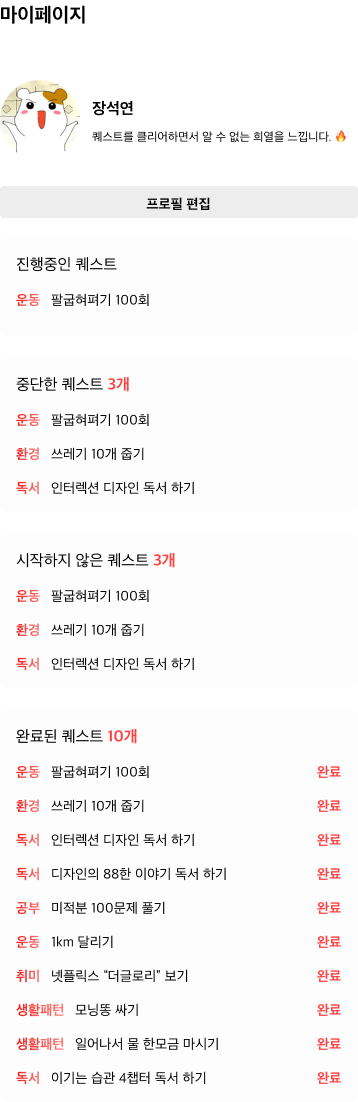 마이페이지
장석연
퀘스트를 클리어하면서 알 수 없는 희열을 느낍니다. 🔥
프로필 편집
진행중인 퀘스트
운동 팔굽혀펴기 100회
중단한 퀘스트 3개
운동 팔굽혀펴기 100회
환경 쓰레기 10개 줍기
독서 인터렉션 디자인 독서 하기
시작하지 않은 퀘스트 3개
운동 팔굽혀펴기 100회
환경 쓰레기 10개 줍기
독서 인터렉션 디자인 독서 하기
완료된 퀘스트 10개
운동 팔굽혀펴기 100회 완료
환경 쓰레기 10개 줍기 완료
독서 인터렉션 디자인 독서 하기 완료
독서 디자인의 88한 이야기 독서 하기 완료
공부 미적분 100문제 풀기 완료
운동 1km 달리기 완료
취미 넷플릭스 “더글로리” 보기 완료
생활패턴 모닝똥 싸기 완료
생활패턴 일어나서 물 한모금 마시기 완료
독서 이기는 습관 4챕터 독서 하기 완료